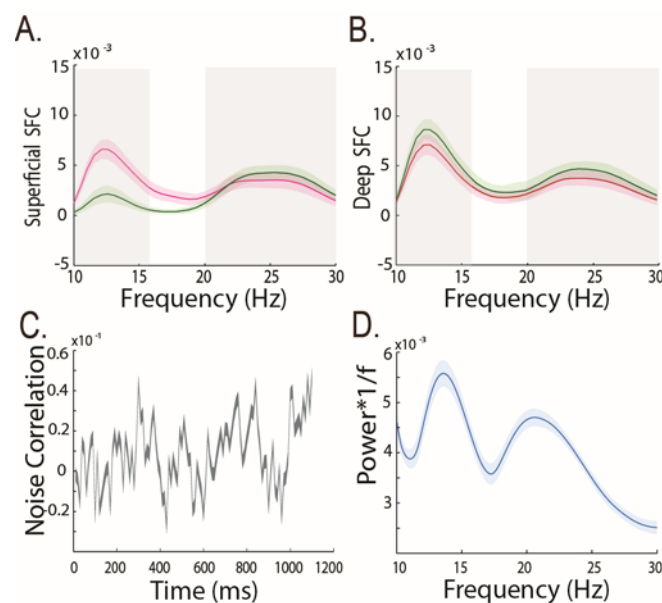 A.
x10 -3
15
10
5
0
-5
Superficial SFC
10 15 20 25 30
Frequency (Hz)
B.
x10 -3
15
10
5
0
-5
Deep SFC
10 15 20 25 30
Frequency (Hz)
C.
x10 -1
0.6
0.4
0.2
0
0.2
Noise Correlation
0 200 400 600 800 1000 1200
Time (ms)
D.
x10 -3
6
5
4
3
Power*1/f
10 15 20 25 30
Frequency (Hz)